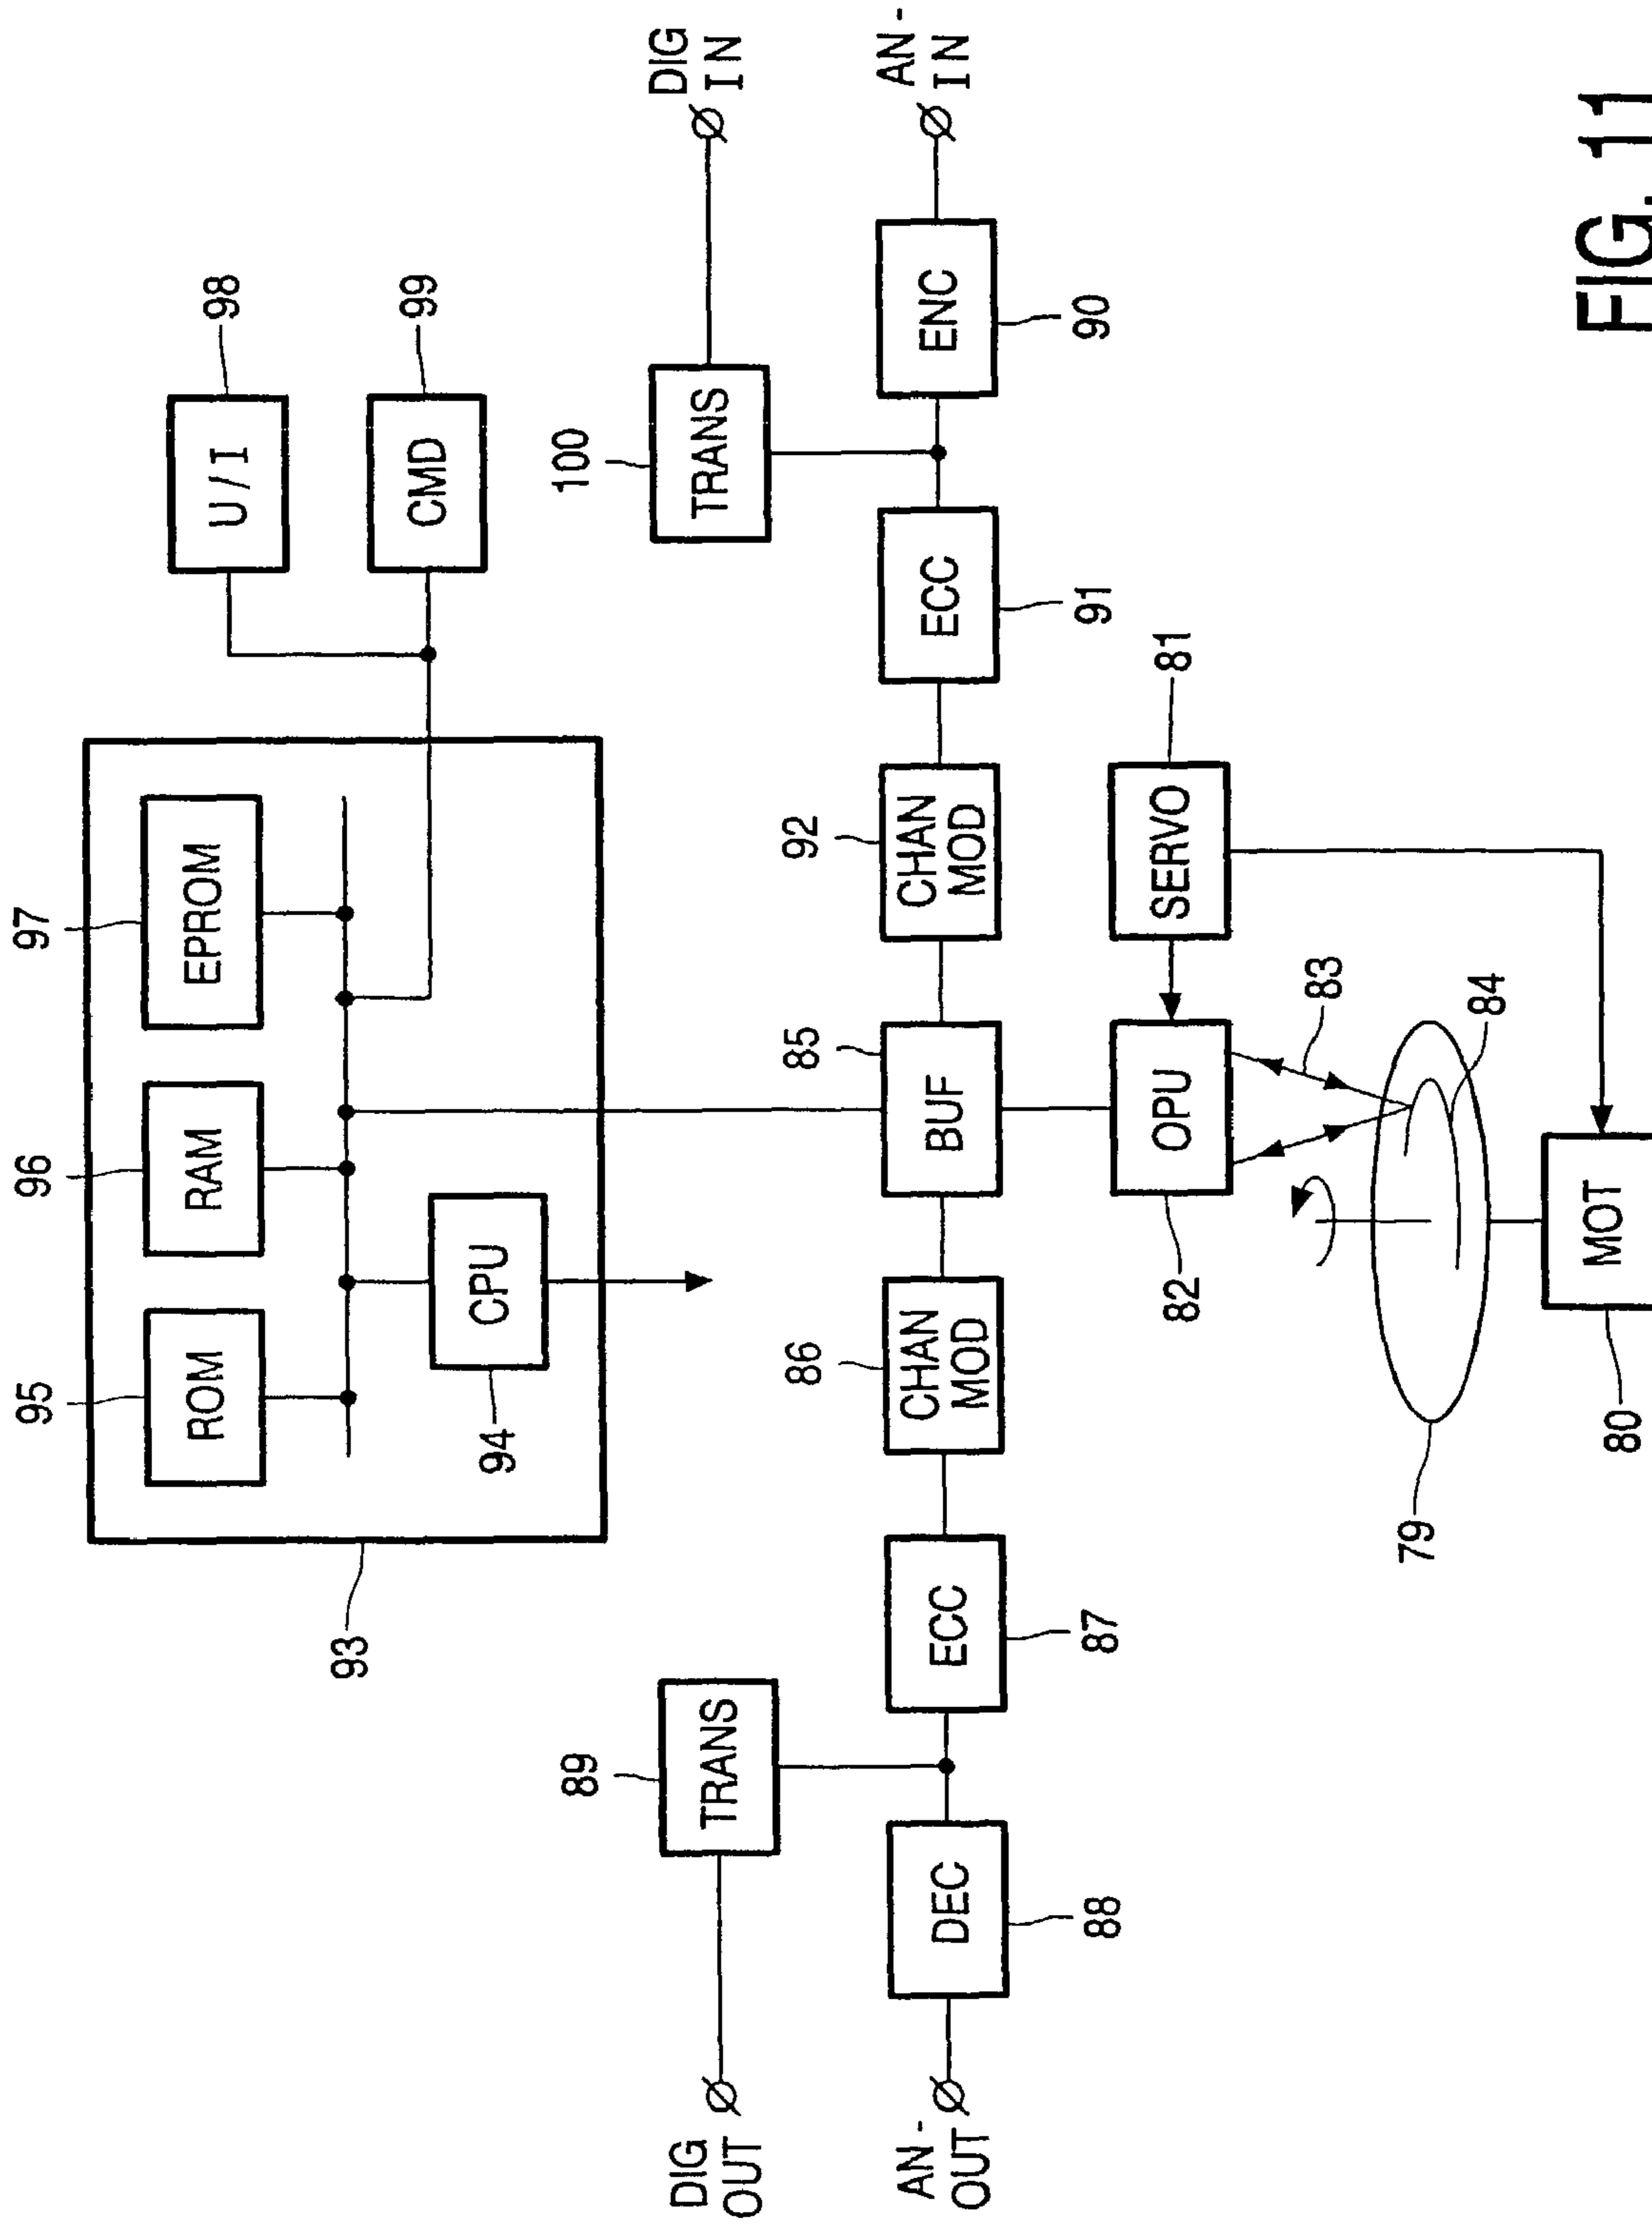 97
96
95
EPROM
RAM
ROM
CPU
94
93
98
U/I
99
CMD
DIG
IN
100
TRANS
AN-
IN
ENC
90
ECC
91
92
CHAN
MOD
85
BUF
86
CHAN
MOD
ECC
87
89
TRANS
DEC
88
DIG
OUT
AN-
OUT
81
SERVO
OPU
82
83
84
79
MOT
80
FIG. 11